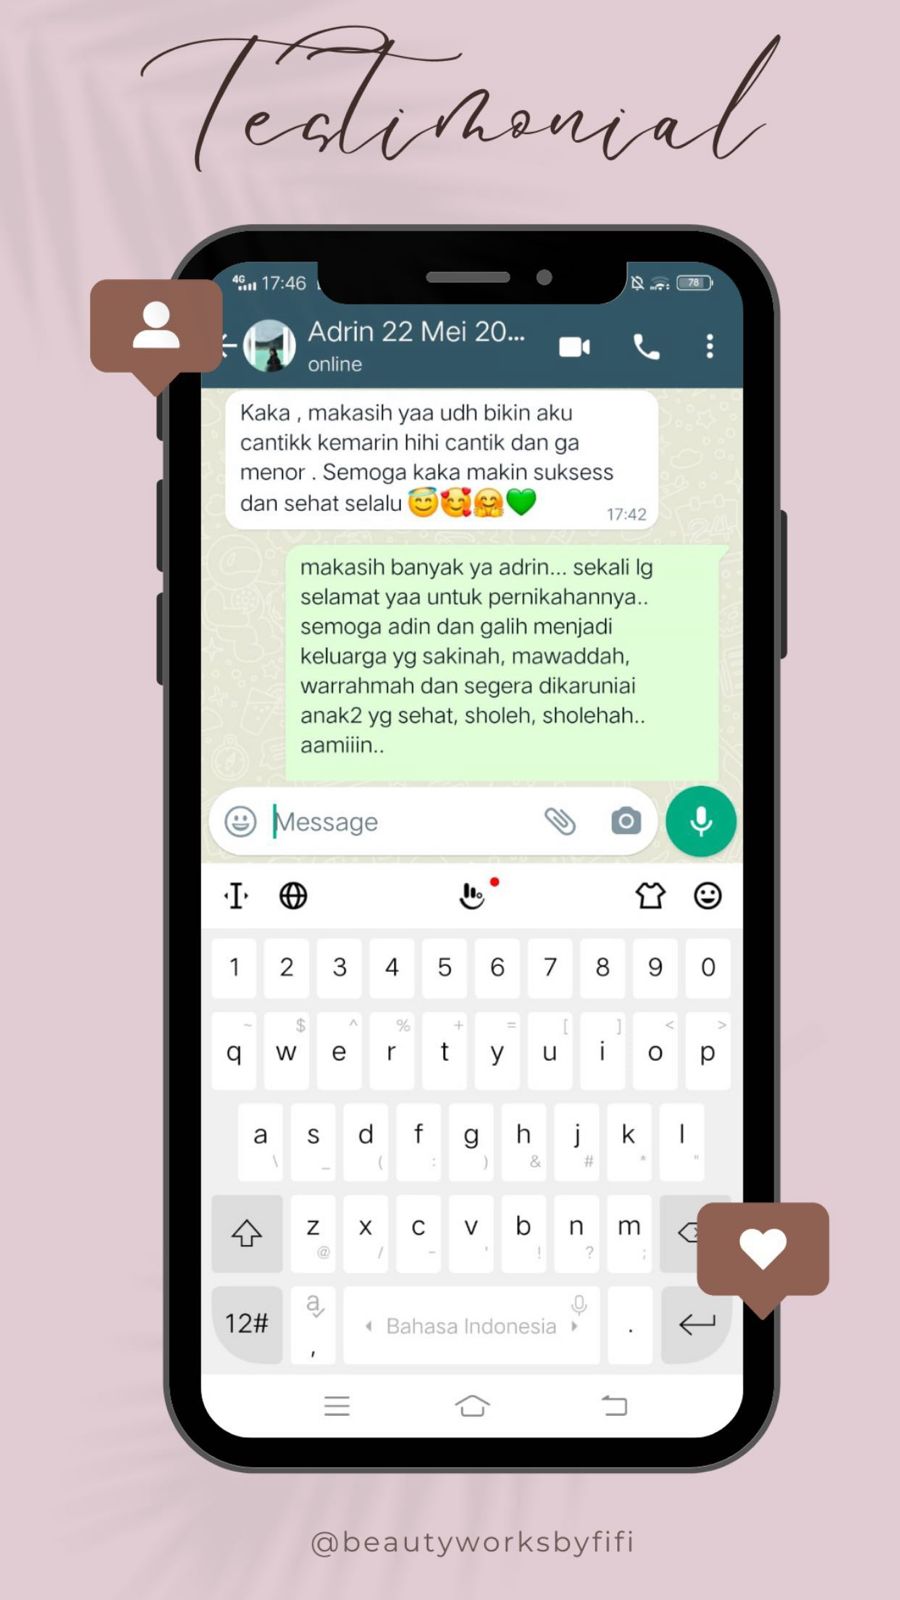 Testimonial
4G 17:46
78
Adrin 22 Mei 20...
online
Kaka , makasih yaa udh bikin aku
cantikk kemarin hihi cantik dan ga
menor . Semoga kaka makin suksess
dan sehat selalu 😇🥰🤗💚
17:42
makasih banyak ya adrin... sekali lg
selamat yaa untuk pernikahannya..
semoga adin dan galih menjadi
keluarga yg sakinah, mawaddah,
warrahmah dan segera dikaruniai
anak2 yg sehat, sholeh, sholehah..
aamiiin..
Message
1 2 3 4 5 6 7 8 9 0
~ $ ^ % + = [ ] < >
q w e r t y u i o p
a s d f g h j k l
\ _ ( : ) & # * "
z x c v b n m
@ / - ' ! ? ;
12# a , Bahasa Indonesia .
@beautyworksbyfifi